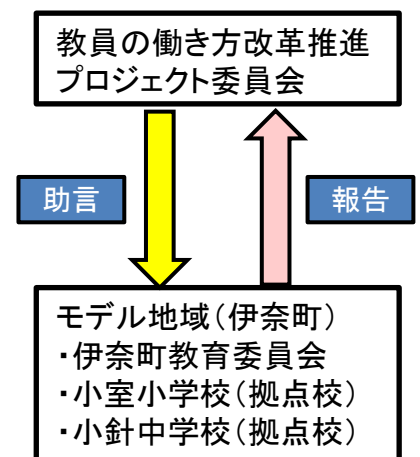 教員の働き方改革推進
プロジェクト委員会
助言
報告
モデル地域（伊奈町）
・伊奈町教育委員会
・小室小学校（拠点校）
・小針中学校（拠点校）